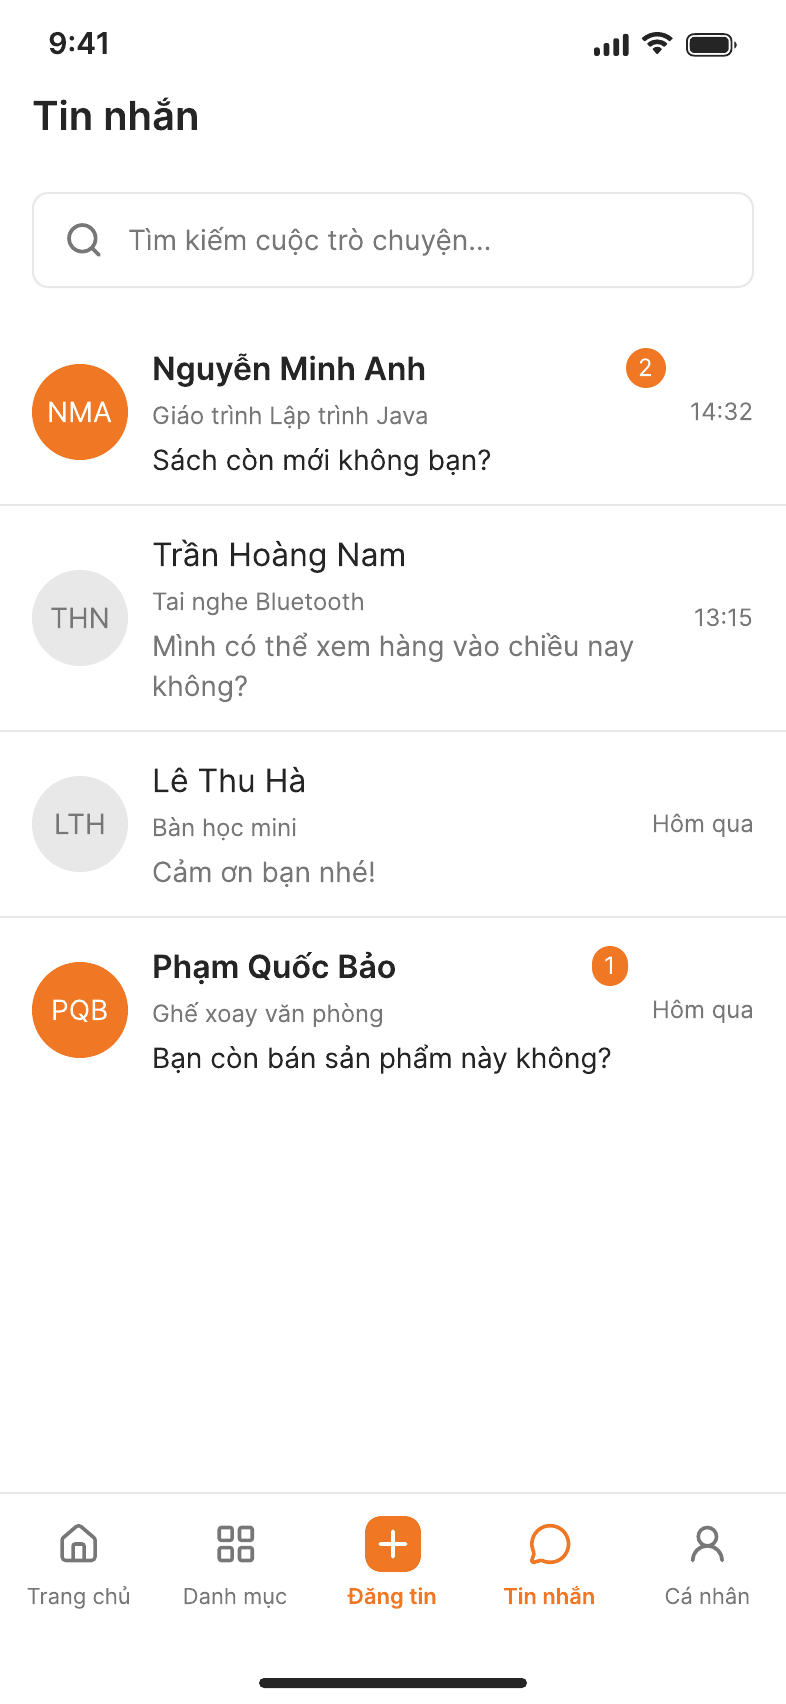 9:41
Tin nhắn
Tìm kiếm cuộc trò chuyện...
NMA
Nguyễn Minh Anh
2
Giáo trình Lập trình Java
14:32
Sách còn mới không bạn?
THN
Trần Hoàng Nam
Tai nghe Bluetooth
13:15
Mình có thể xem hàng vào chiều nay
không?
LTH
Lê Thu Hà
Bàn học mini
Hôm qua
Cảm ơn bạn nhé!
PQB
Phạm Quốc Bảo
1
Ghế xoay văn phòng
Hôm qua
Bạn còn bán sản phẩm này không?
Trang chủ
Danh mục
Đăng tin
Tin nhắn
Cá nhân